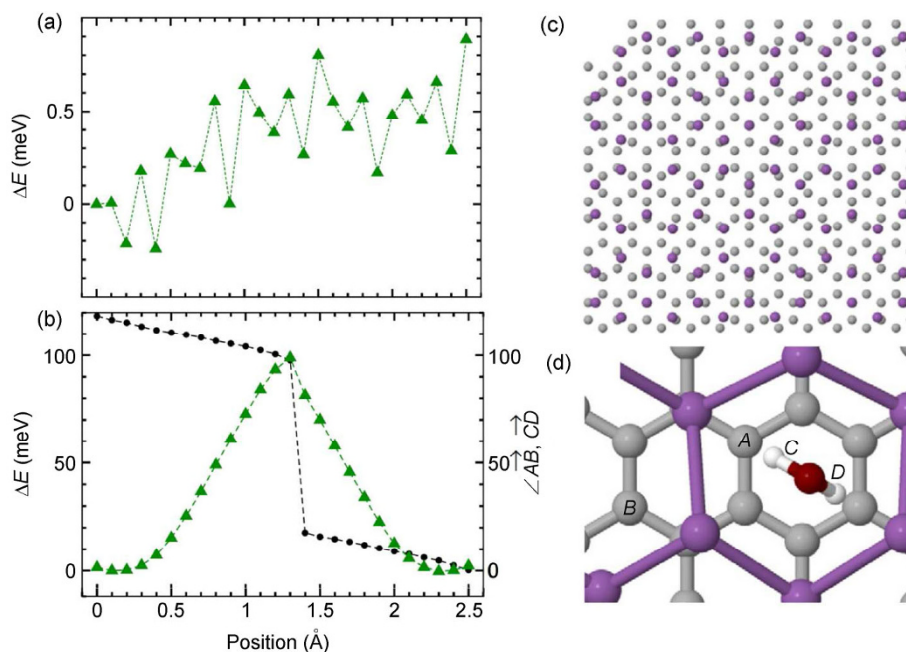 (a)
ΔE (meV)
0.5
0
(b)
ΔE (meV)
100
50
0
100
50
0
∠AB, CD
0
0.5
1
1.5
2
2.5
Position (Å)
(c)
(d)
A
B
C
D